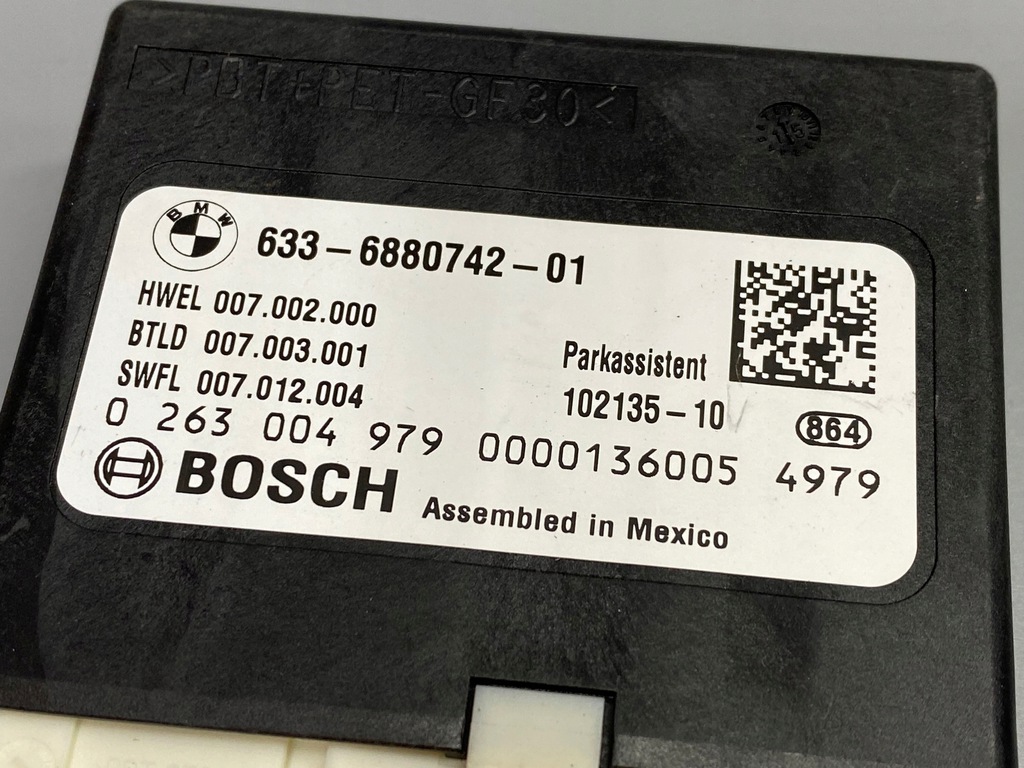 >PBT+PET-GF30<
BMW
633-6880742-01
HWEL 007.002.000
BTLD 007.003.001
SWFL 007.012.004
Parkassistent
102135-10
864
0 263 004 979 0000136005 4979
BOSCH
Assembled in Mexico